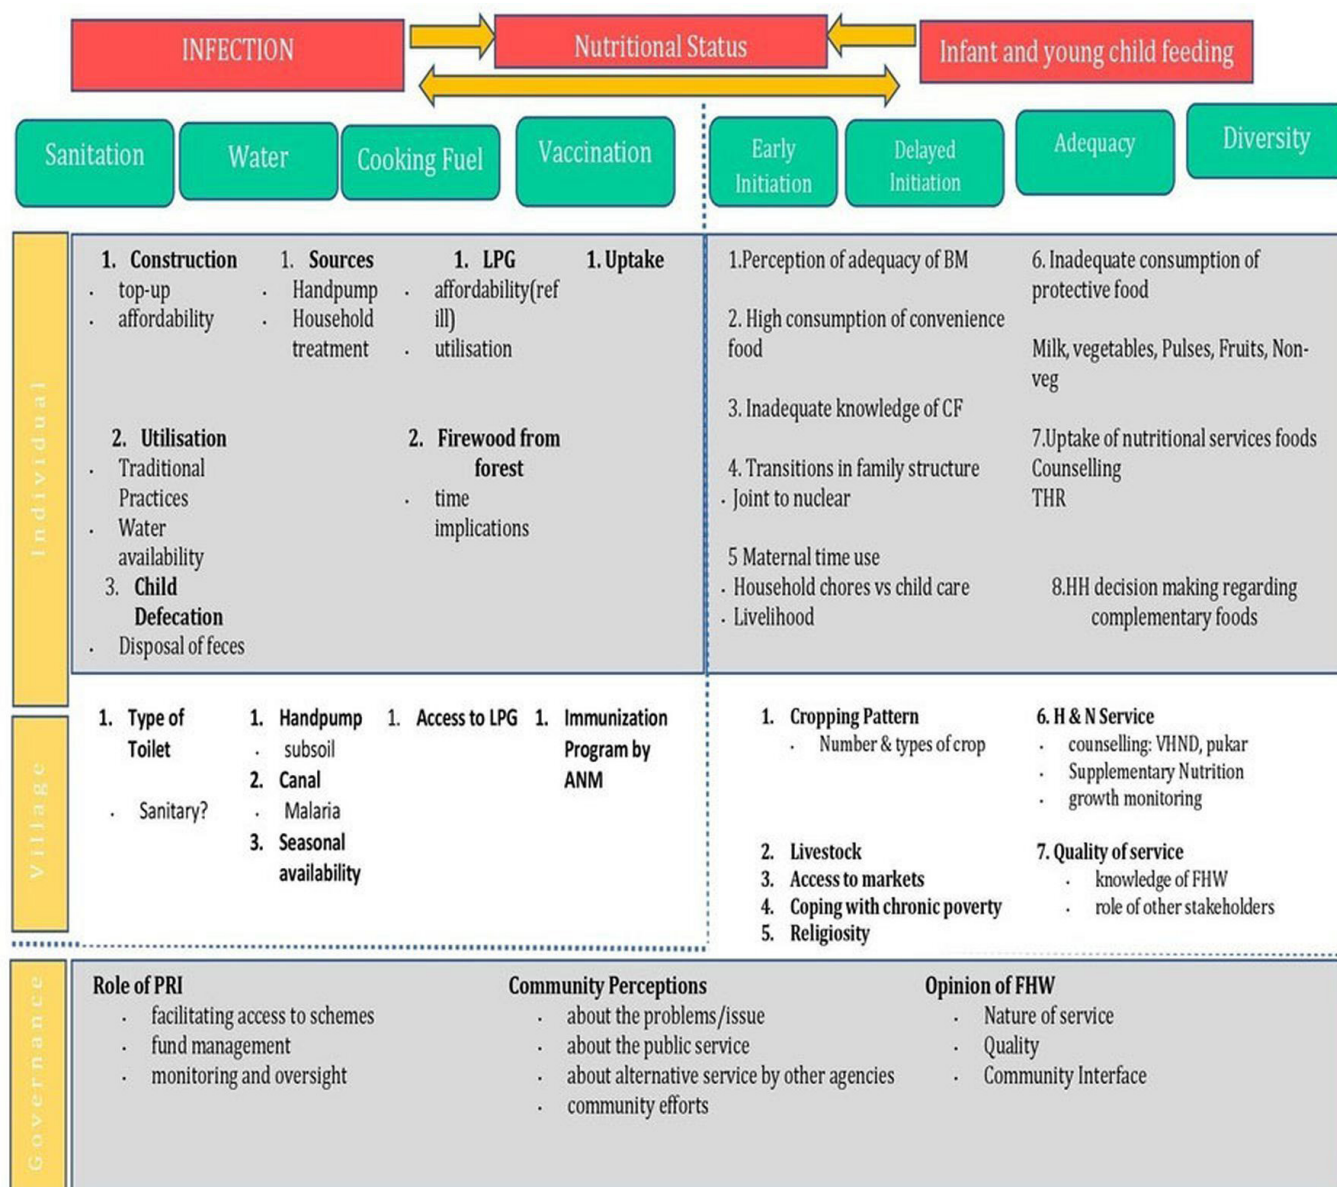 INFECTION
Nutritional Status
Infant and young child feeding
Sanitation
Water
Cooking Fuel
Vaccination
Early
Initiation
Delayed
Initiation
Adequacy
Diversity
Individual
1. Construction
· top-up
· affordability
2. Utilisation
· Traditional
Practices
· Water
availability
3. Child
Defecation
· Disposal of feces
1. Sources
· Handpump
· Household
treatment
1. LPG
· affordability(ref
ill)
· utilisation
2. Firewood from
forest
· time
implications
1. Uptake
1.Perception of adequacy of BM
2. High consumption of convenience
food
3. Inadequate knowledge of CF
4. Transitions in family structure
· Joint to nuclear
5 Maternal time use
· Household chores vs child care
· Livelihood
6. Inadequate consumption of
protective food
Milk, vegetables, Pulses, Fruits, Non-
veg
7.Uptake of nutritional services foods
Counselling
THR
8.HH decision making regarding
complementary foods
Village
1. Type of
Toilet
· Sanitary?
1. Handpump
· subsoil
2. Canal
· Malaria
3. Seasonal
availability
1. Access to LPG
1. Immunization
Program by
ANM
1. Cropping Pattern
· Number & types of crop
2. Livestock
3. Access to markets
4. Coping with chronic poverty
5. Religiosity
6. H & N Service
· counselling: VHND, pukar
· Supplementary Nutrition
· growth monitoring
7. Quality of service
· knowledge of FHW
· role of other stakeholders
Governance
Role of PRI
· facilitating access to schemes
· fund management
· monitoring and oversight
Community Perceptions
· about the problems/issue
· about the public service
· about alternative service by other agencies
· community efforts
Opinion of FHW
· Nature of service
· Quality
· Community Interface